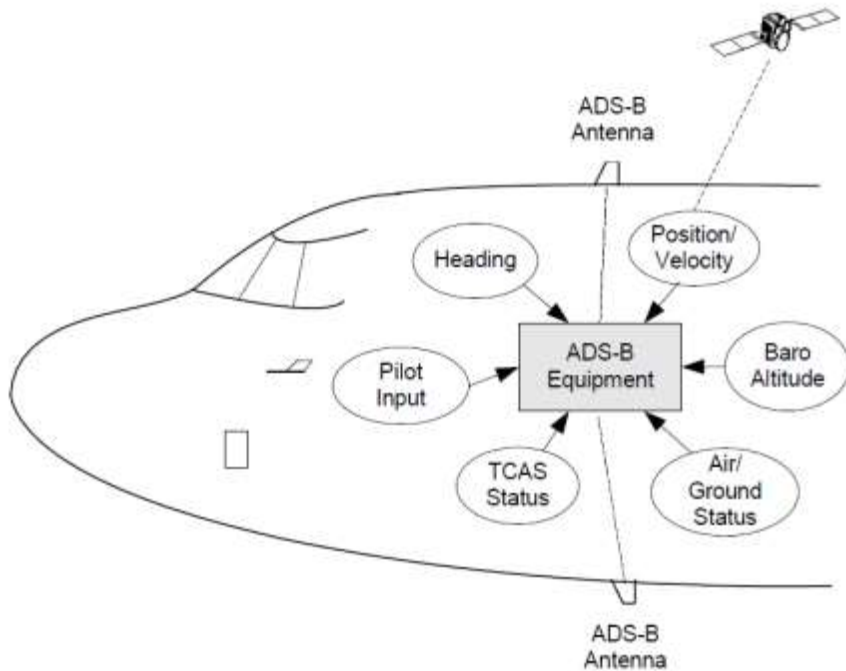 ADS-B
Antenna
Heading
Position/
Velocity
ADS-B
Equipment
Pilot
Input
Baro
Altitude
TCAS
Status
Air/
Ground
Status
ADS-B
Antenna